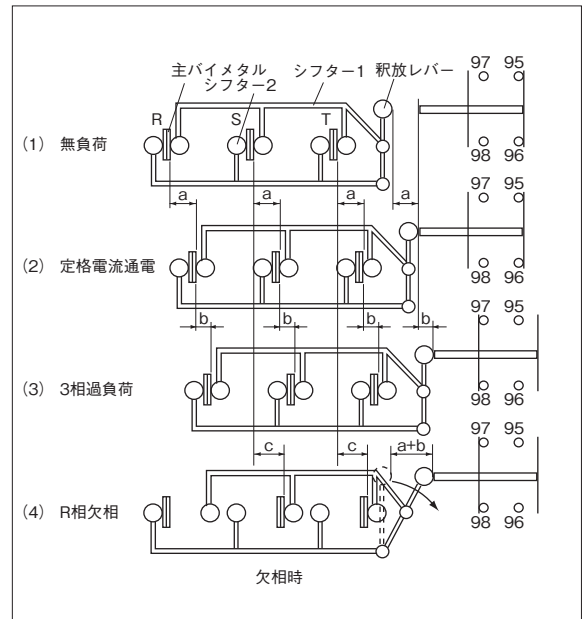 97 95
主バイメタル シフター1 釈放レバー
シフター2
R S T
(1) 無負荷
98 96
a a a a
97 95
(2) 定格電流通電
98 96
b b b b
97 95
(3) 3相過負荷
98 96
c c a+b
97 95
(4) R相欠相
98 96
欠相時